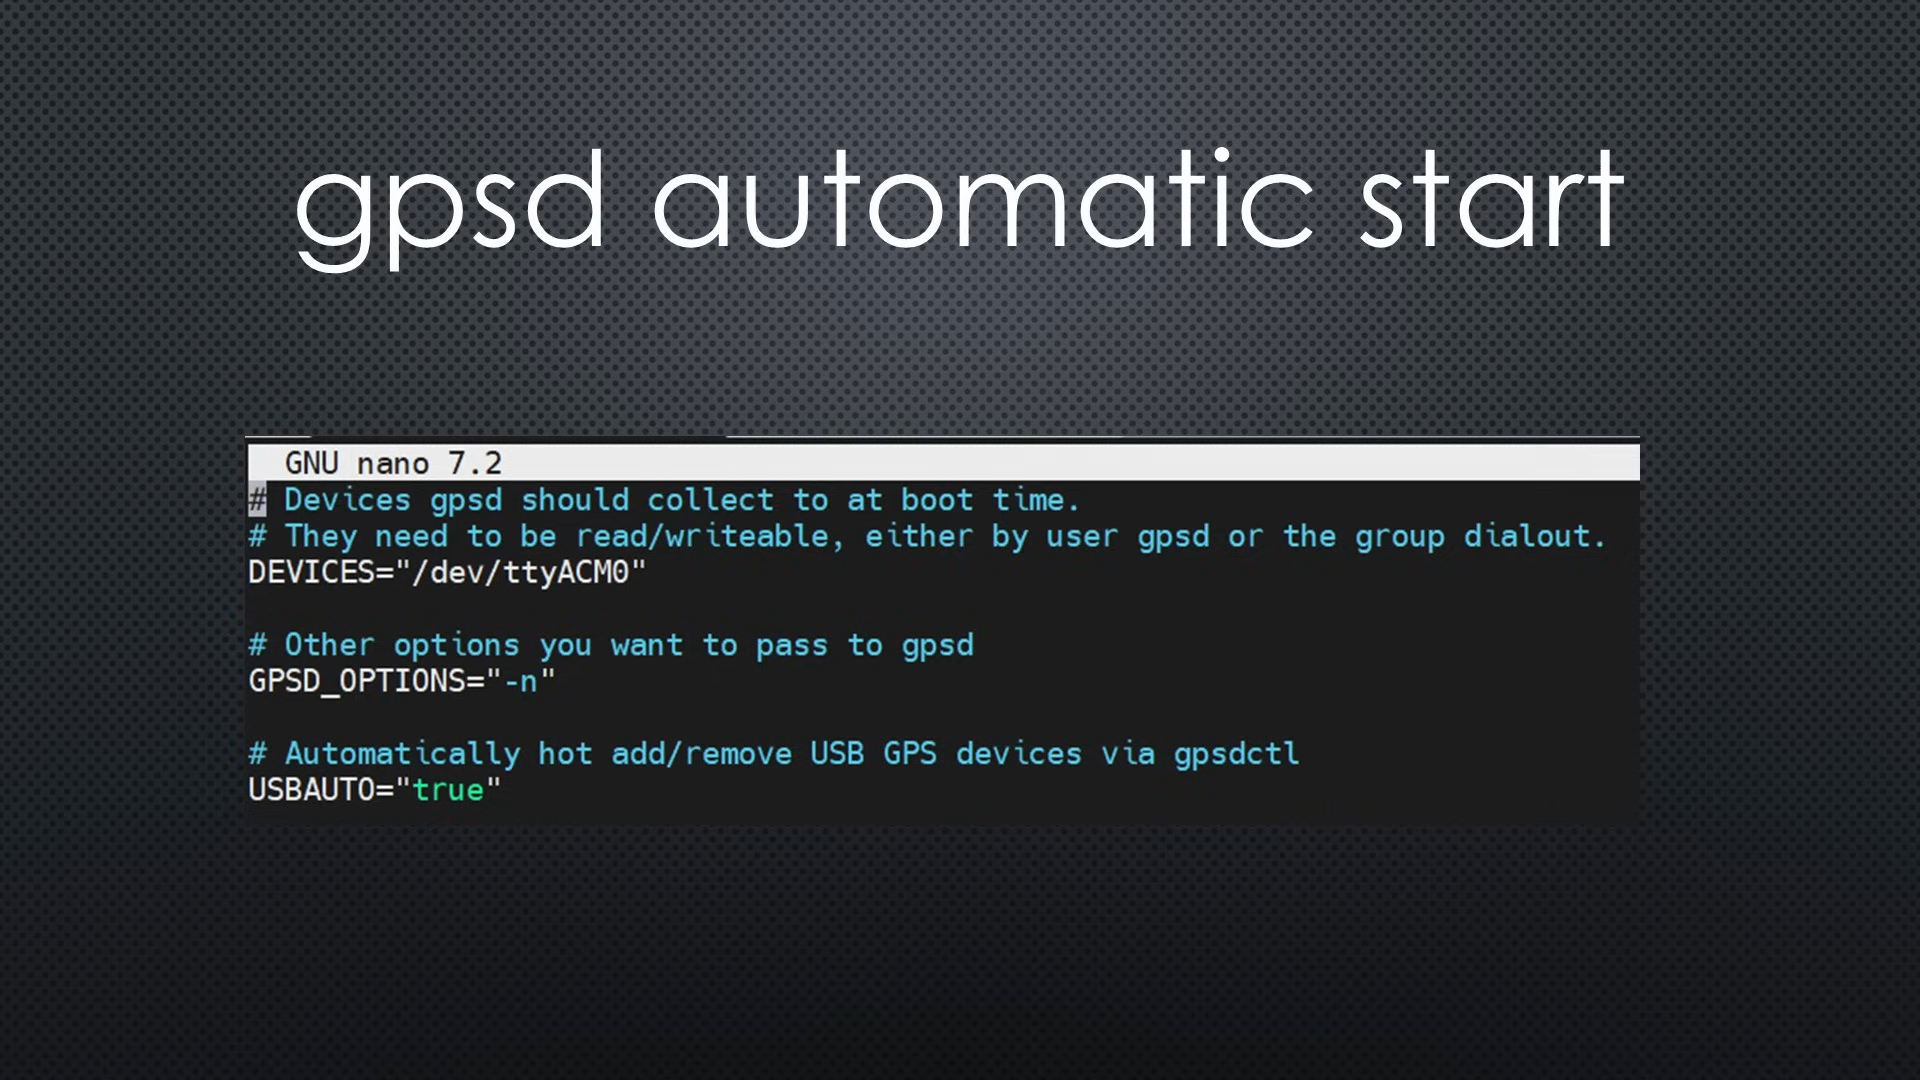 gpsd automatic start
GNU nano 7.2
# Devices gpsd should collect to at boot time.
# They need to be read/writeable, either by user gpsd or the group dialout.
DEVICES="/dev/ttyACM0"
# Other options you want to pass to gpsd
GPSD_OPTIONS="-n"
# Automatically hot add/remove USB GPS devices via gpsdctl
USBAUTO="true"